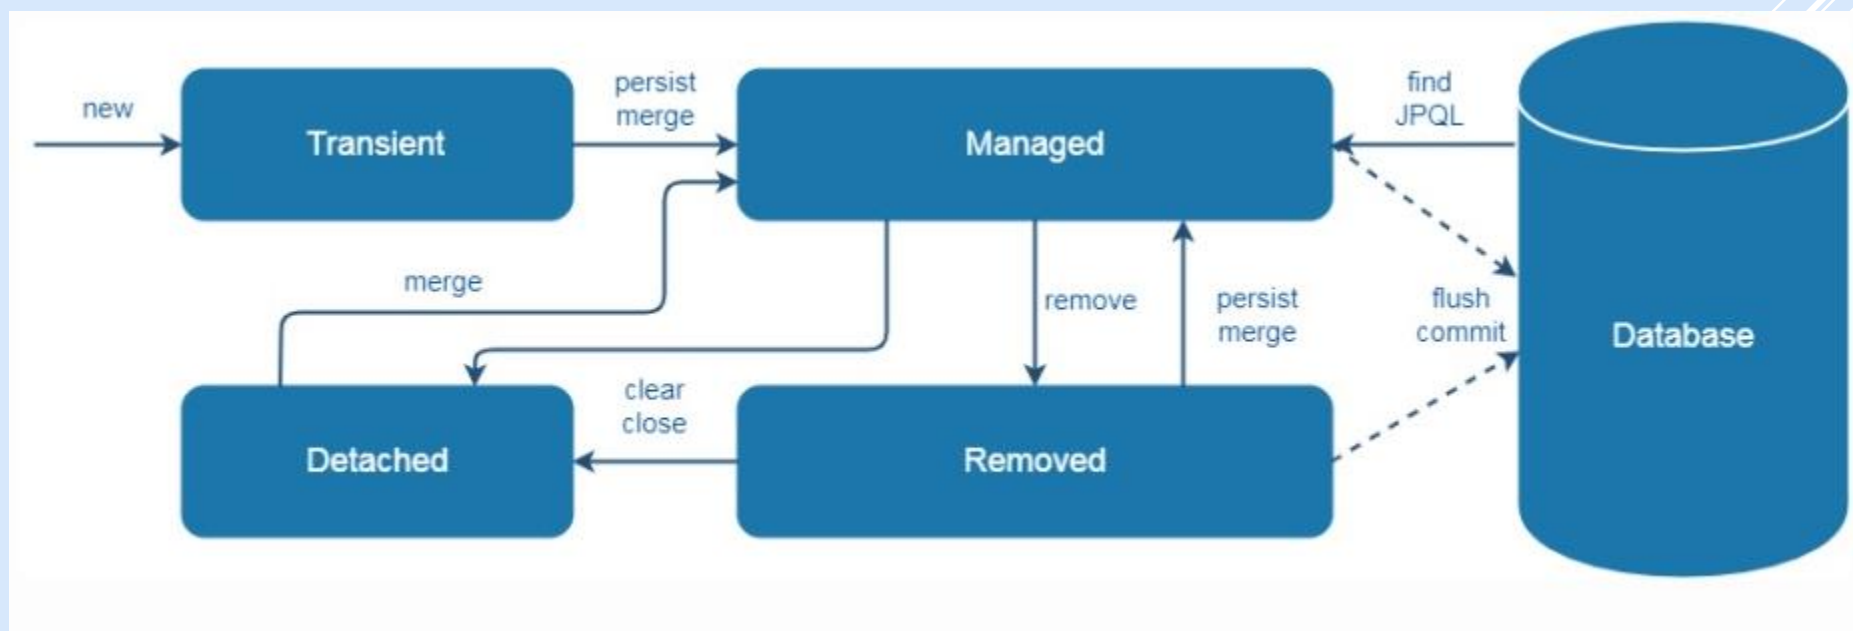 new
Transient
persist
merge
Managed
find
JPQL
merge
remove
persist
merge
flush
commit
Database
Detached
clear
close
Removed